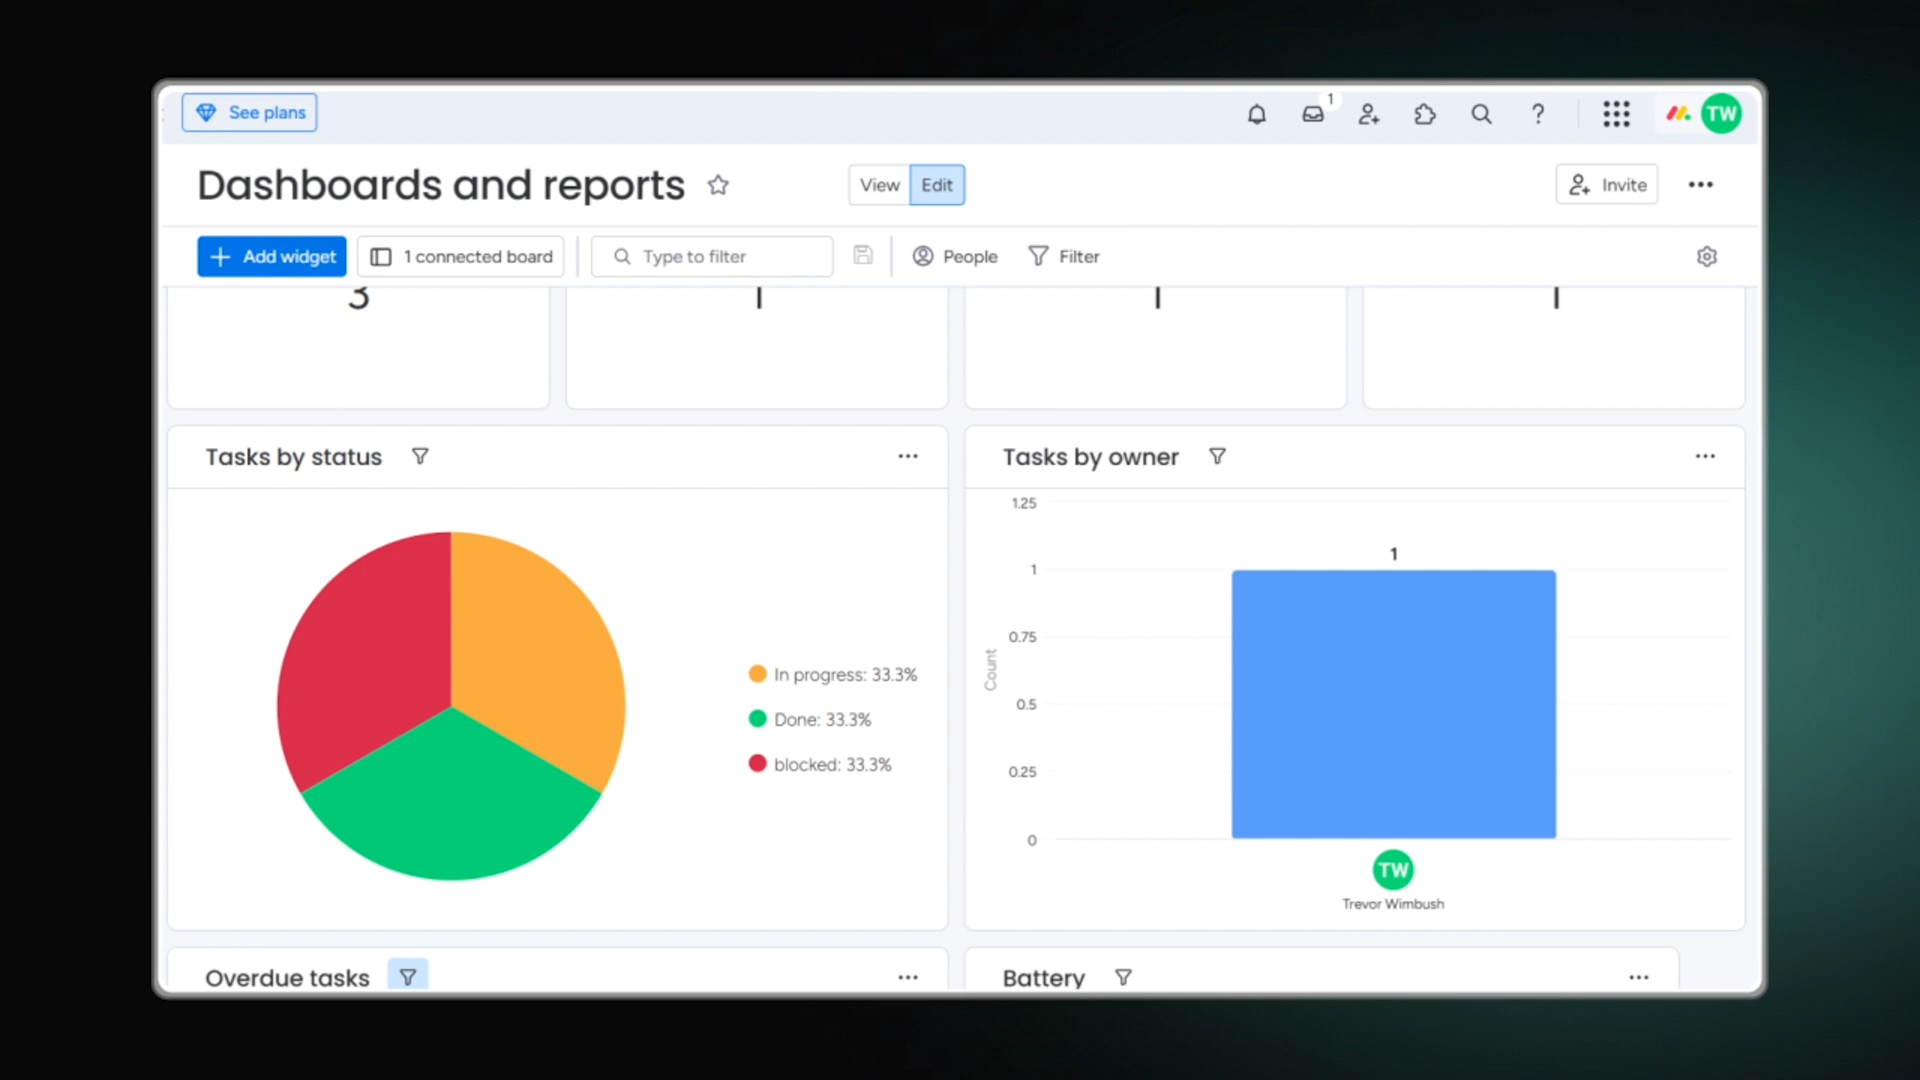 See plans
1
TW
Dashboards and reports
View
Edit
Invite
Add widget
1 connected board
Type to filter
People
Filter
3
1
1
1
Tasks by status
In progress: 33.3%
Done: 33.3%
blocked: 33.3%
Tasks by owner
1.25
1
0.75
0.5
0.25
0
Count
1
TW
Trevor Wimbush
Overdue tasks
Battery